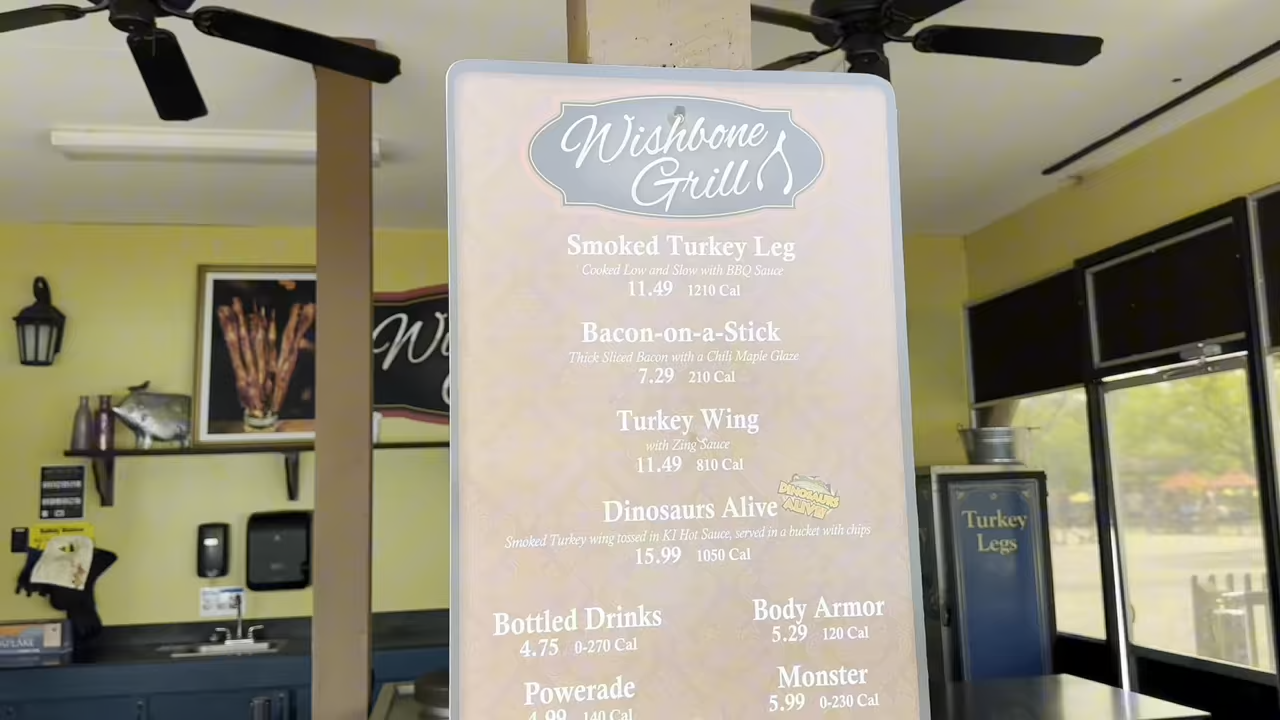 Wishbone
Grill
Smoked Turkey Leg
Cooked Low and Slow with BBQ Sauce
11.49 1210 Cal
Bacon-on-a-Stick
Thick Sliced Bacon with a Chili Maple Glaze
7.29 210 Cal
Turkey Wing
with Zing Sauce
11.49 810 Cal
Dinosaurs Alive
DINOSAURS
ALIVE!
Smoked Turkey wing tossed in KI Hot Sauce, served in a bucket with chips
15.99 1050 Cal
Bottled Drinks
4.75 0-270 Cal
Body Armor
5.29 120 Cal
Powerade
4.99 140 Cal
Monster
5.99 0-230 Cal
Wi
Turkey
Legs